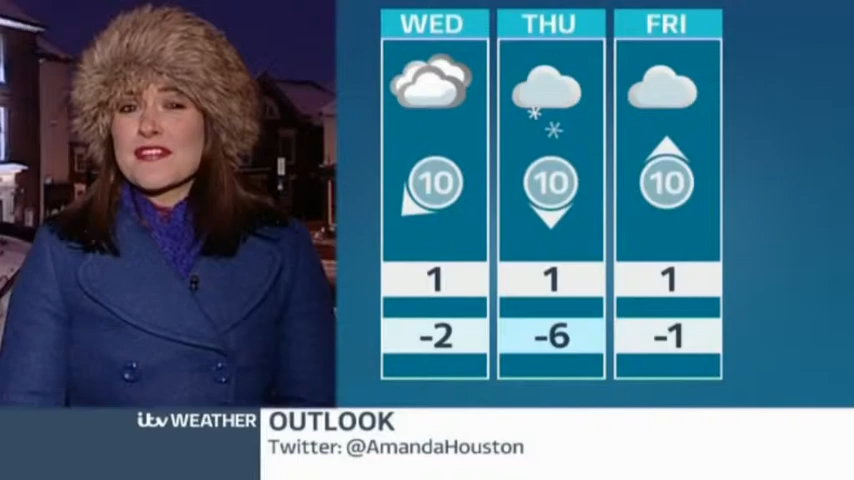 WED THU FRI
10 10 10
1 1 1
-2 -6 -1
itv WEATHER
OUTLOOK
Twitter: @AmandaHouston